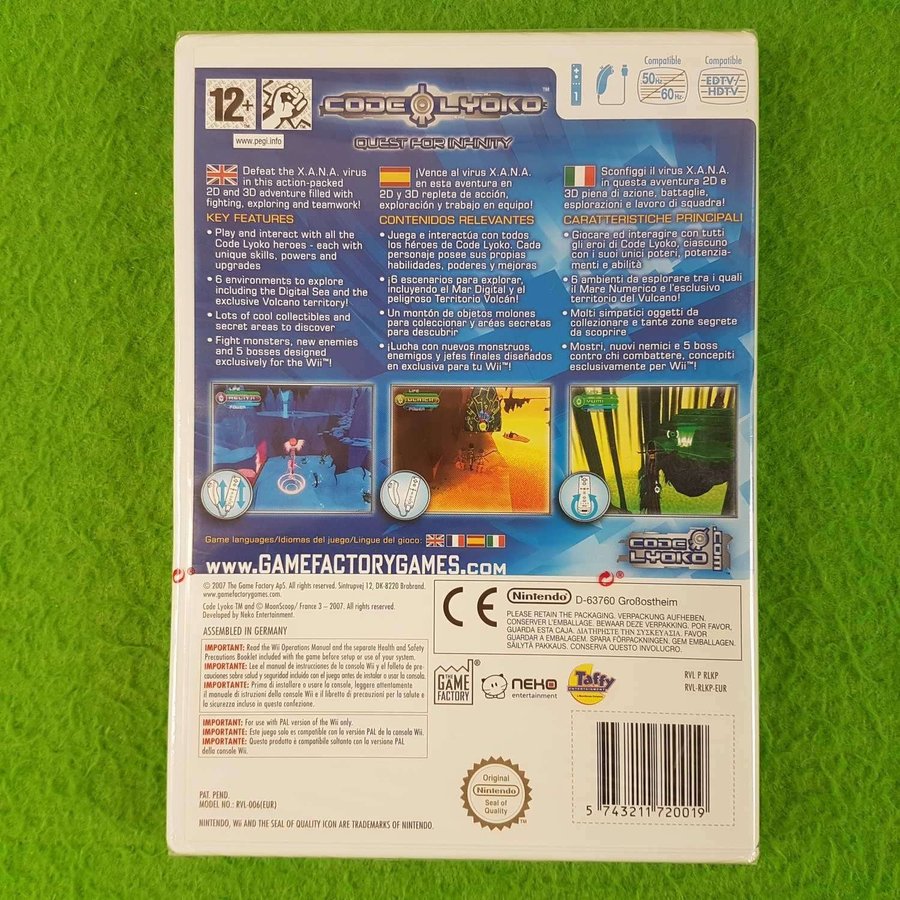 12+
www.pegi.info
CODE LYOKO™
QUEST FOR INFINITY
1
Compatible
50Hz
60Hz
Compatible
EDTV/
HDTV
Defeat the X.A.N.A. virus
in this action-packed
2D and 3D adventure filled with
fighting, exploring and teamwork!
KEY FEATURES
• Play and interact with all the
Code Lyoko heroes - each with
unique skills, powers and
upgrades
• 6 environments to explore
including the Digital Sea and the
exclusive Volcano territory!
• Lots of cool collectibles and
secret areas to discover
• Fight monsters, new enemies
and 5 bosses designed
exclusively for the Wii™!
¡Vence al virus X.A.N.A.
en esta aventura en
2D y 3D repleta de acción,
exploración y trabajo en equipo!
CONTENIDOS RELEVANTES
• Juega e interactúa con todos
los héroes de Code Lyoko. Cada
personaje posee sus propias
habilidades, poderes y mejoras
• ¡6 escenarios para explorar,
incluyendo el Mar Digital y el
peligroso Territorio Volcán!
• Un montón de objetos molones
para coleccionar y aréas secretas
para descubrir
• ¡Lucha con nuevos monstruos,
enemigos y jefes finales diseñados
en exclusiva para tu Wii™!
Sconfiggi il virus X.A.N.A.
in questa avventura 2D e
3D piena di azione, battaglie,
esplorazioni e lavoro di squadra!
CARATTERISTICHE PRINCIPALI
• Giocare ed interagire con tutti
gli eroi di Code Lyoko, ciascuno
con i suoi unici poteri, potenzia-
menti e abilità
• 6 ambienti da esplorare tra i quali
il Mare Numerico e l'esclusivo
territorio del Vulcano!
• Molti simpatici oggetti da
collezionare e tante zone segrete
da scoprire
• Mostri, nuovi nemici e 5 boss
contro chi combattere, concepiti
esclusivamente per Wii™!
AELITA
POWER
LIFE
ULRICH
POWER
YUMI
Game languages/Idiomas del juego/Lingue del gioco:
www.GAMEFACTORYGAMES.com
CODE
LYOKO
.com
© 2007 The Game Factory ApS. All rights reserved. Sintrupvej 12, DK-8220 Brabrand.
www.gamefactorygames.com
Code Lyoko TM and © MoonScoop/ France 3 – 2007. All rights reserved.
Developed by Neko Entertainment.
ASSEMBLED IN GERMANY
IMPORTANT: Read the Wii Operations Manual and the separate Health and Safety
Precautions Booklet included with the game before setup or use of your system.
IMPORTANTE: Lee el manual de instrucciones de la consola Wii y el folleto de pre-
cauciones sobre salud y seguridad incluido con el juego antes de instalar o usar la consola.
IMPORTANTE: Prima di installare o usare la console, leggere attentamente
il manuale di istruzioni della console Wii e il libretto di precauzioni per la salute e
la sicurezza incluso in questa confezione.
IMPORTANT: For use with PAL version of the Wii only.
IMPORTANTE: Este juego solo es compatible con la versión PAL de la consola Wii.
IMPORTANTE: Questo prodotto è compatibile soltanto con la versione PAL
della console Wii.
PAT. PEND.
MODEL NO.: RVL-006(EUR)
NINTENDO, Wii AND THE SEAL OF QUALITY ICON ARE TRADEMARKS OF NINTENDO.
CE
Nintendo
D-63760 Großostheim
PLEASE RETAIN THE PACKAGING. VERPACKUNG AUFHEBEN.
CONSERVER L'EMBALLAGE. BEWAAR DEZE VERPAKKING. POR FAVOR,
GUARDA ESTA CAJA. ΔΙΑΤΗΡΗΣΤΕ ΤΗΝ ΣΥΣΚΕΥΑΣΙΑ. FAVOR
GUARDAR A EMBALAGEM. SPARA FÖRPACKNINGEN. GEM EMBALLAGEN.
SÄILYTÄ PAKKAUS. CONSERVA QUESTO INVOLUCRO.
THE
GAME
FACTORY®
NEKO
entertainment
Taffy
ENTERTAINMENT
RVL P RLKP
RVL-RLKP-EUR
Original
Nintendo
Seal of
Quality
TM
5 743211 720019